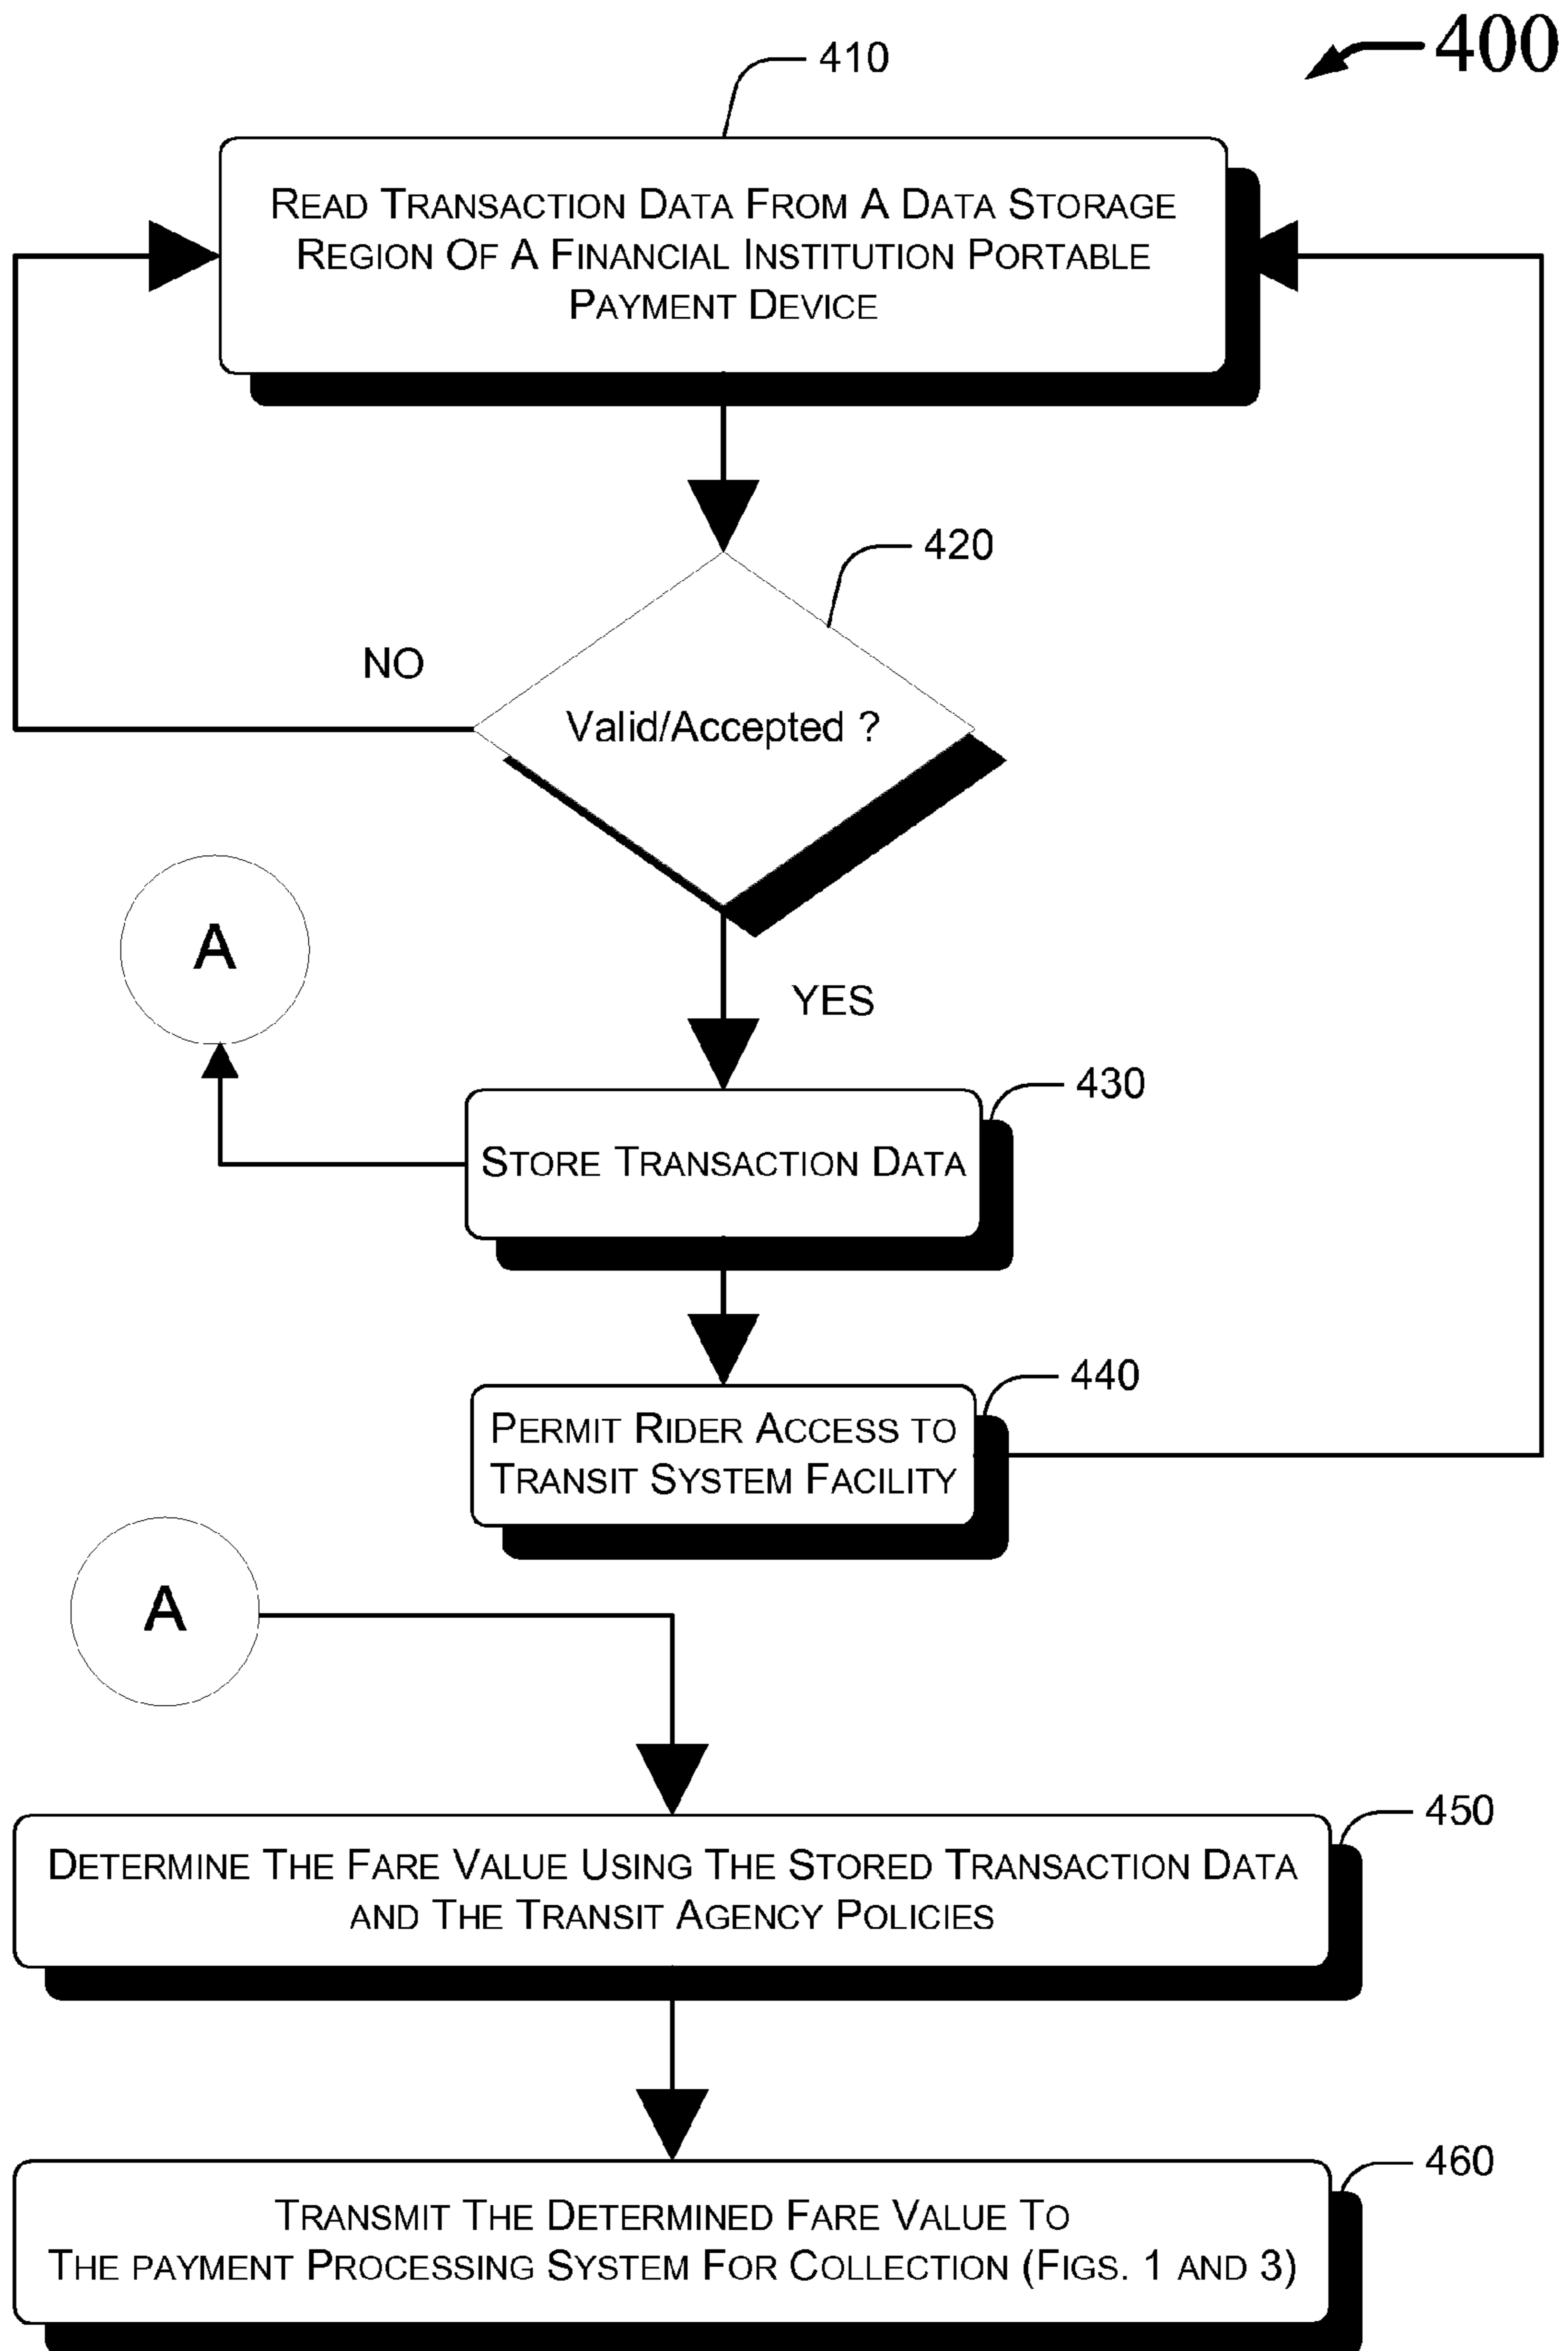 400
410
READ TRANSACTION DATA FROM A DATA STORAGE
REGION OF A FINANCIAL INSTITUTION PORTABLE
PAYMENT DEVICE
420
NO
Valid/Accepted ?
A
YES
430
STORE TRANSACTION DATA
440
PERMIT RIDER ACCESS TO
TRANSIT SYSTEM FACILITY
A
450
DETERMINE THE FARE VALUE USING THE STORED TRANSACTION DATA
AND THE TRANSIT AGENCY POLICIES
460
TRANSMIT THE DETERMINED FARE VALUE TO
THE PAYMENT PROCESSING SYSTEM FOR COLLECTION (FIGS. 1 AND 3)